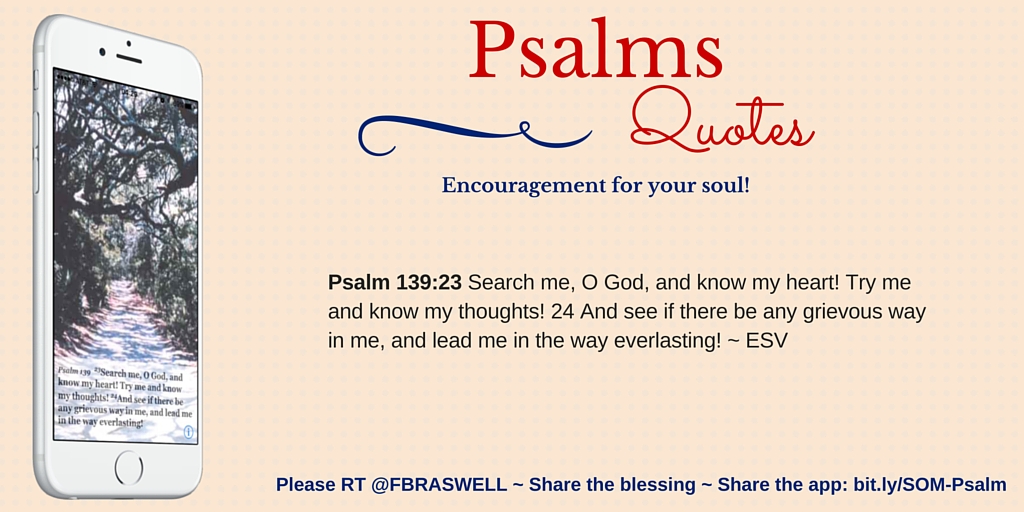 Psalms
Quotes
Encouragement for your soul!
Psalm 139:23 Search me, O God, and know my heart! Try me
and know my thoughts! 24 And see if there be any grievous way
in me, and lead me in the way everlasting! ~ ESV
Psalm 139 23Search me, O God, and
know my heart! Try me and know
my thoughts! 24And see if there be
any grievous way in me, and lead me
in the way everlasting!
Please RT @FBRASWELL ~ Share the blessing ~ Share the app: bit.ly/SOM-Psalm